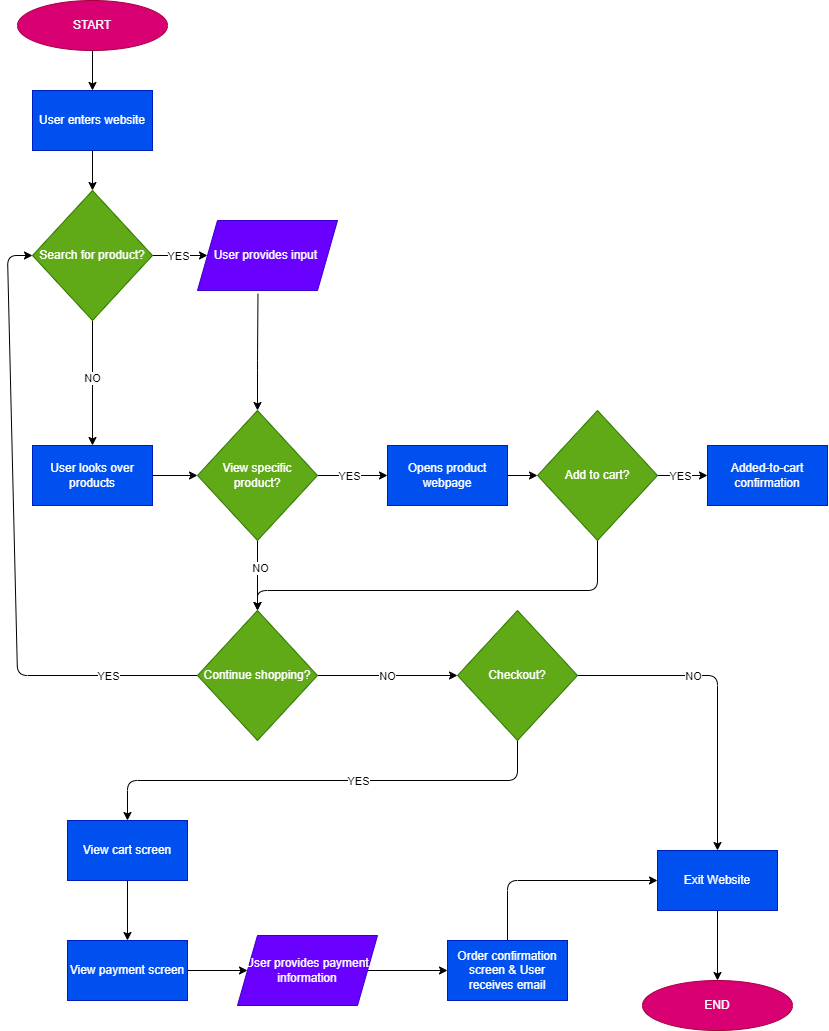 START
User enters website
Search for product?
YES
User provides input
NO
User looks over
products
View specific
product?
YES
Opens product
webpage
Add to cart?
YES
Added-to-cart
confirmation
NO
Continue shopping?
YES
NO
Checkout?
NO
YES
View cart screen
Exit Website
View payment screen
User provides payment
information
Order confirmation
screen & User
receives email
END